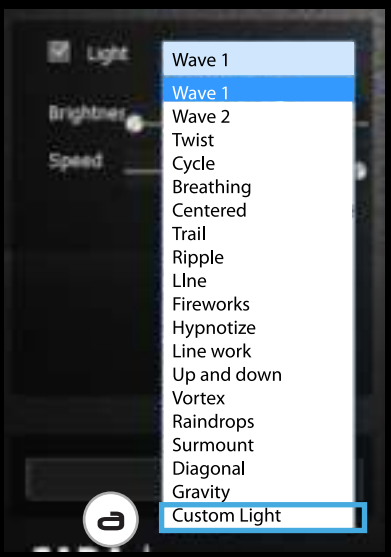 Light
Wave 1
Wave 1
Brightnes
Wave 2
Twist
Speed
Cycle
Breathing
Centered
Trail
Ripple
LIne
Fireworks
Hypnotize
Line work
Up and down
Vortex
Raindrops
Surmount
Diagonal
Gravity
a
Custom Light